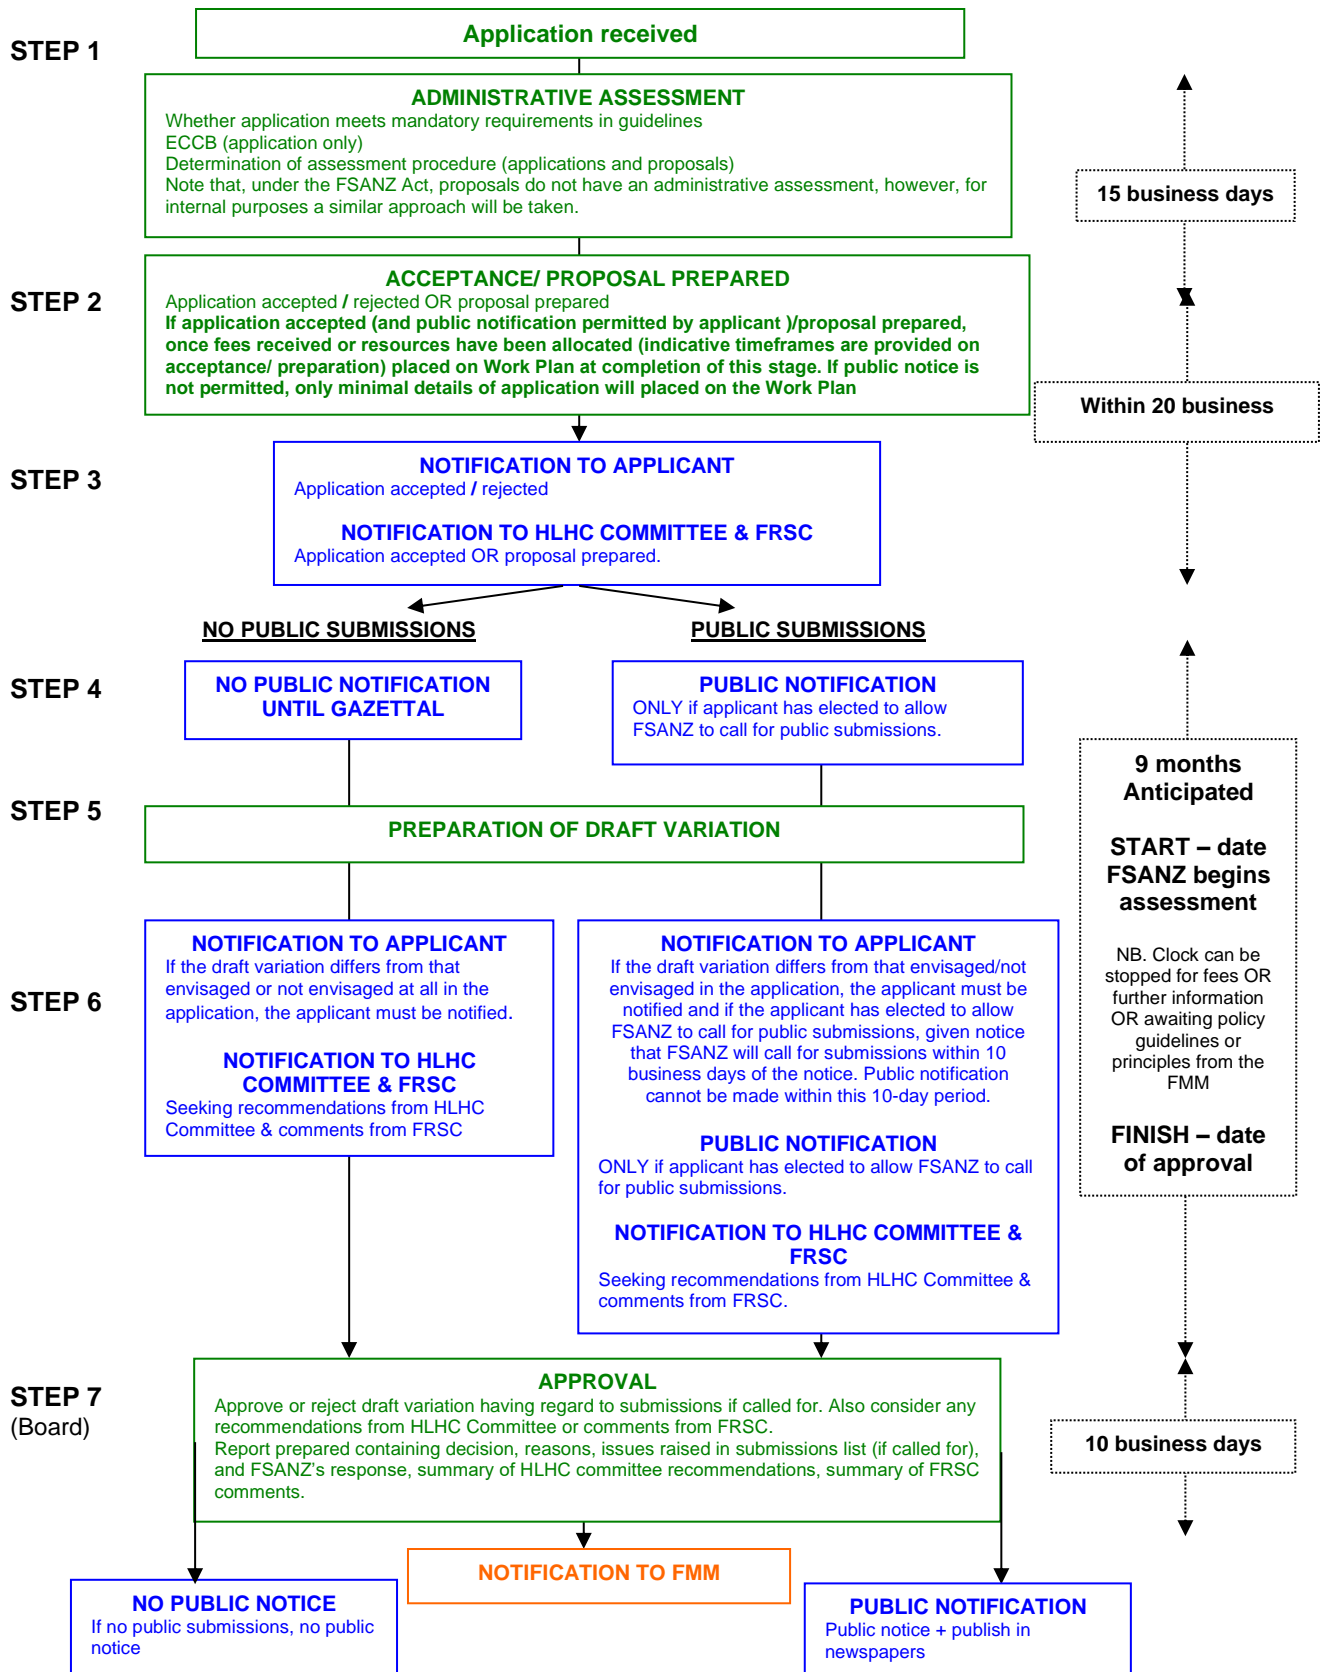 STEP 1
Application received
ADMINISTRATIVE ASSESSMENT
Whether application meets mandatory requirements in guidelines
ECCB (application only)
Determination of assessment procedure (applications and proposals)
Note that, under the FSANZ Act, proposals do not have an administrative assessment, however, for
internal purposes a similar approach will be taken.
15 business days
STEP 2
ACCEPTANCE/ PROPOSAL PREPARED
Application accepted / rejected OR proposal prepared
If application accepted (and public notification permitted by applicant )/proposal prepared,
once fees received or resources have been allocated (indicative timeframes are provided on
acceptance/ preparation) placed on Work Plan at completion of this stage. If public notice is
not permitted, only minimal details of application will placed on the Work Plan
Within 20 business
STEP 3
NOTIFICATION TO APPLICANT
Application accepted / rejected
NOTIFICATION TO HLHC COMMITTEE & FRSC
Application accepted OR proposal prepared.
NO PUBLIC SUBMISSIONS
PUBLIC SUBMISSIONS
STEP 4
NO PUBLIC NOTIFICATION
UNTIL GAZETTAL
PUBLIC NOTIFICATION
ONLY if applicant has elected to allow
FSANZ to call for public submissions.
STEP 5
PREPARATION OF DRAFT VARIATION
9 months
Anticipated
START – date
FSANZ begins
assessment
NB. Clock can be
stopped for fees OR
further information
OR awaiting policy
guidelines or
principles from the
FMM
FINISH – date
of approval
STEP 6
NOTIFICATION TO APPLICANT
If the draft variation differs from that
envisaged or not envisaged at all in the
application, the applicant must be notified.
NOTIFICATION TO HLHC
COMMITTEE & FRSC
Seeking recommendations from HLHC
Committee & comments from FRSC
NOTIFICATION TO APPLICANT
If the draft variation differs from that envisaged/not
envisaged in the application, the applicant must be
notified and if the applicant has elected to allow
FSANZ to call for public submissions, given notice
that FSANZ will call for submissions within 10
business days of the notice. Public notification
cannot be made within this 10-day period.
PUBLIC NOTIFICATION
ONLY if applicant has elected to allow FSANZ to call
for public submissions.
NOTIFICATION TO HLHC COMMITTEE &
FRSC
Seeking recommendations from HLHC Committee &
comments from FRSC.
STEP 7
(Board)
APPROVAL
Approve or reject draft variation having regard to submissions if called for. Also consider any
recommendations from HLHC Committee or comments from FRSC.
Report prepared containing decision, reasons, issues raised in submissions list (if called for),
and FSANZ's response, summary of HLHC committee recommendations, summary of FRSC
comments.
10 business days
NOTIFICATION TO FMM
NO PUBLIC NOTICE
If no public submissions, no public
notice
PUBLIC NOTIFICATION
Public notice + publish in
newspapers